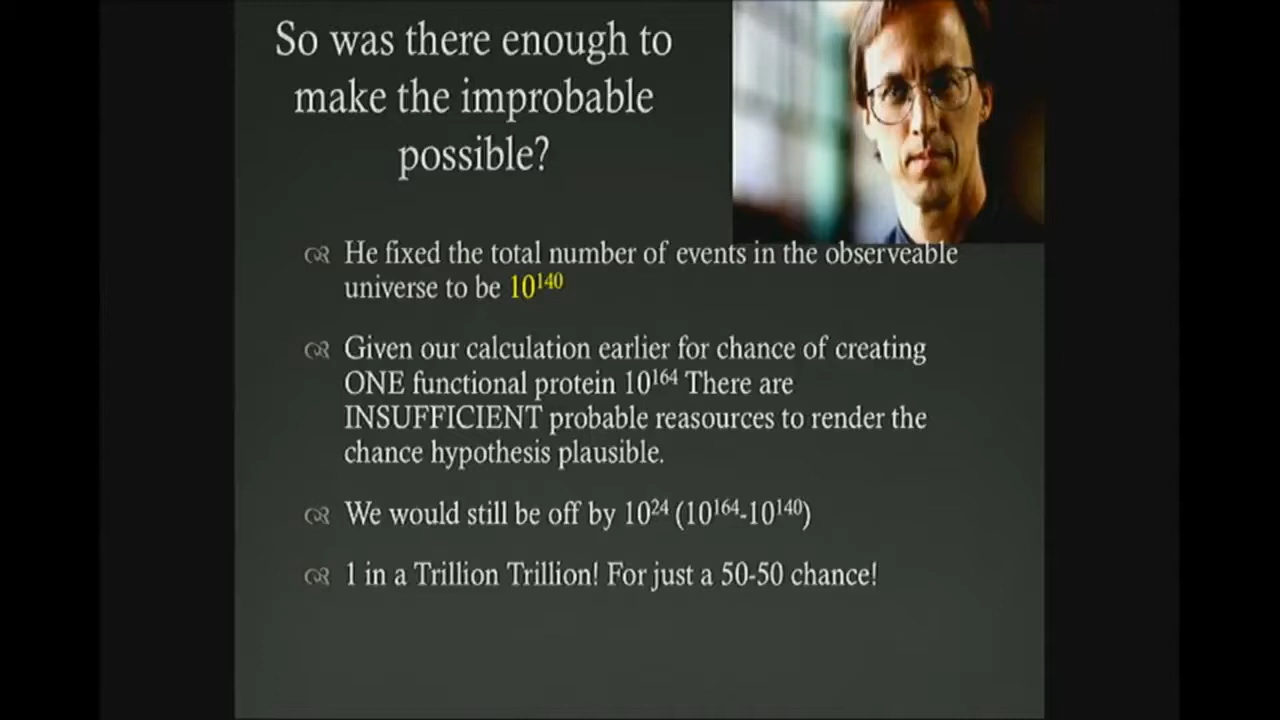 So was there enough to
make the improbable
possible?
He fixed the total number of events in the observeable
universe to be 10¹⁴⁰
Given our calculation earlier for chance of creating
ONE functional protein 10¹⁶⁴ There are
INSUFFICIENT probable reasources to render the
chance hypothesis plausible.
We would still be off by 10²⁴ (10¹⁶⁴-10¹⁴⁰)
1 in a Trillion Trillion! For just a 50-50 chance!